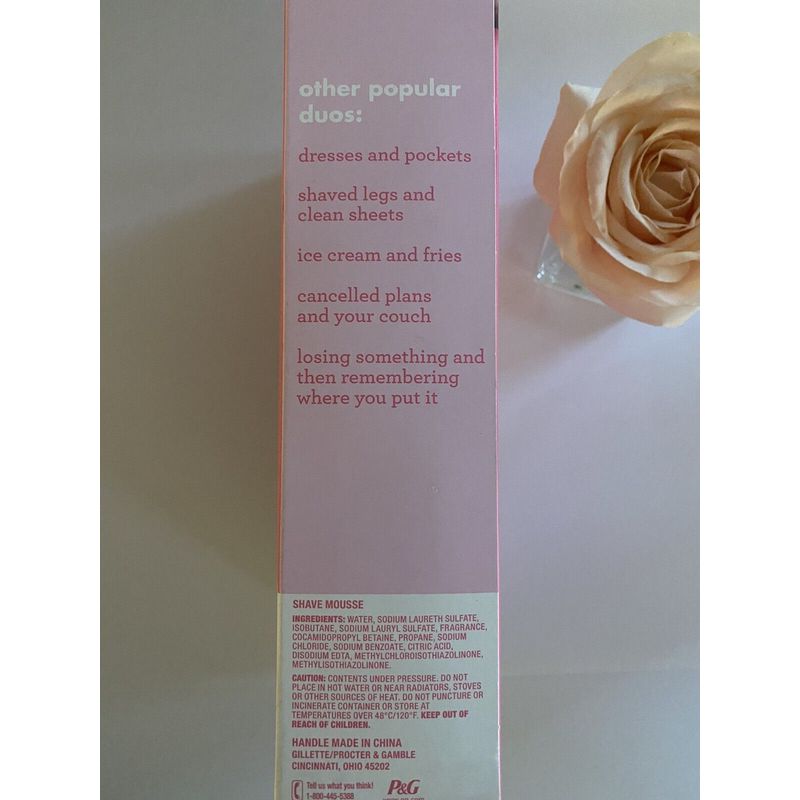 other popular
duos:
dresses and pockets
shaved legs and
clean sheets
ice cream and fries
cancelled plans
and your couch
losing something and
then remembering
where you put it
SHAVE MOUSSE
INGREDIENTS: WATER, SODIUM LAURETH SULFATE,
ISOBUTANE, SODIUM LAURYL SULFATE, FRAGRANCE,
COCAMIDOPROPYL BETAINE, PROPANE, SODIUM
CHLORIDE, SODIUM BENZOATE, CITRIC ACID,
DISODIUM EDTA, METHYLCHLOROISOTHIAZOLINONE,
METHYLISOTHIAZOLINONE.
CAUTION: CONTENTS UNDER PRESSURE. DO NOT
PLACE IN HOT WATER OR NEAR RADIATORS, STOVES
OR OTHER SOURCES OF HEAT. DO NOT PUNCTURE OR
INCINERATE CONTAINER OR STORE AT
TEMPERATURES OVER 48°C/120°F. KEEP OUT OF
REACH OF CHILDREN.
HANDLE MADE IN CHINA
GILLETTE/PROCTER & GAMBLE
CINCINNATI, OHIO 45202
Tell us what you think!
1-800-445-5388
P&G